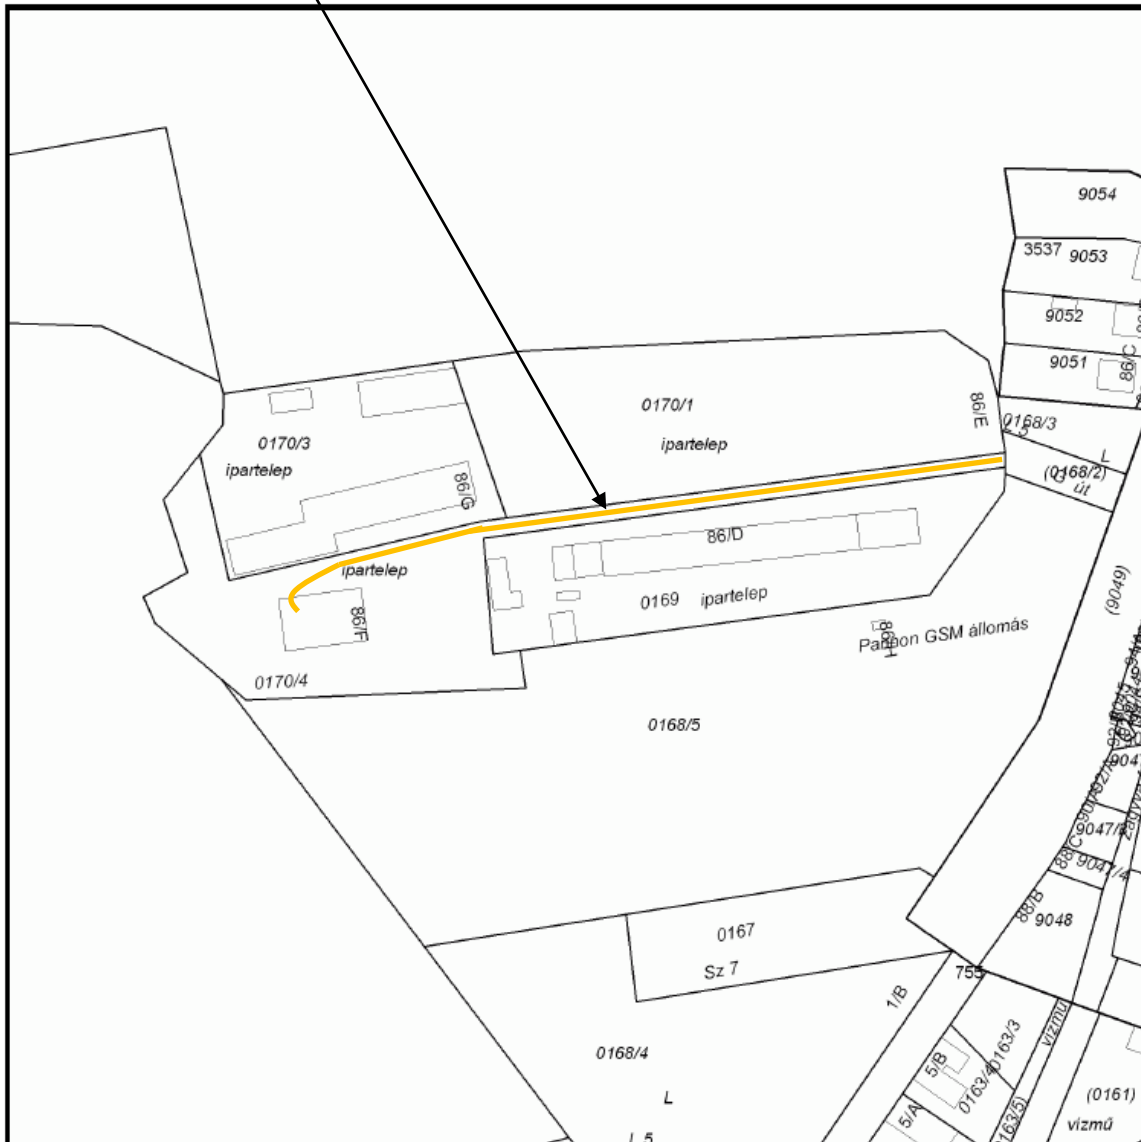 9054
3537 9053
9052
86/C
9051
0170/1
86/E
0168/3
0170/3
ipartelep
ipartelep
L
(0168/2)
út
86/G
86/D
ipartelep
(9049)
0169 ipartelep
86/F
86/H
Pannon GSM állomás
0170/4
0168/5
9047/4
88/C
88/B
9048
0167
Sz 7
755
1/B
0163/3
vízmű
0168/4
5/B
0163/4
L
5/A
(0161)
vízmű
L 5